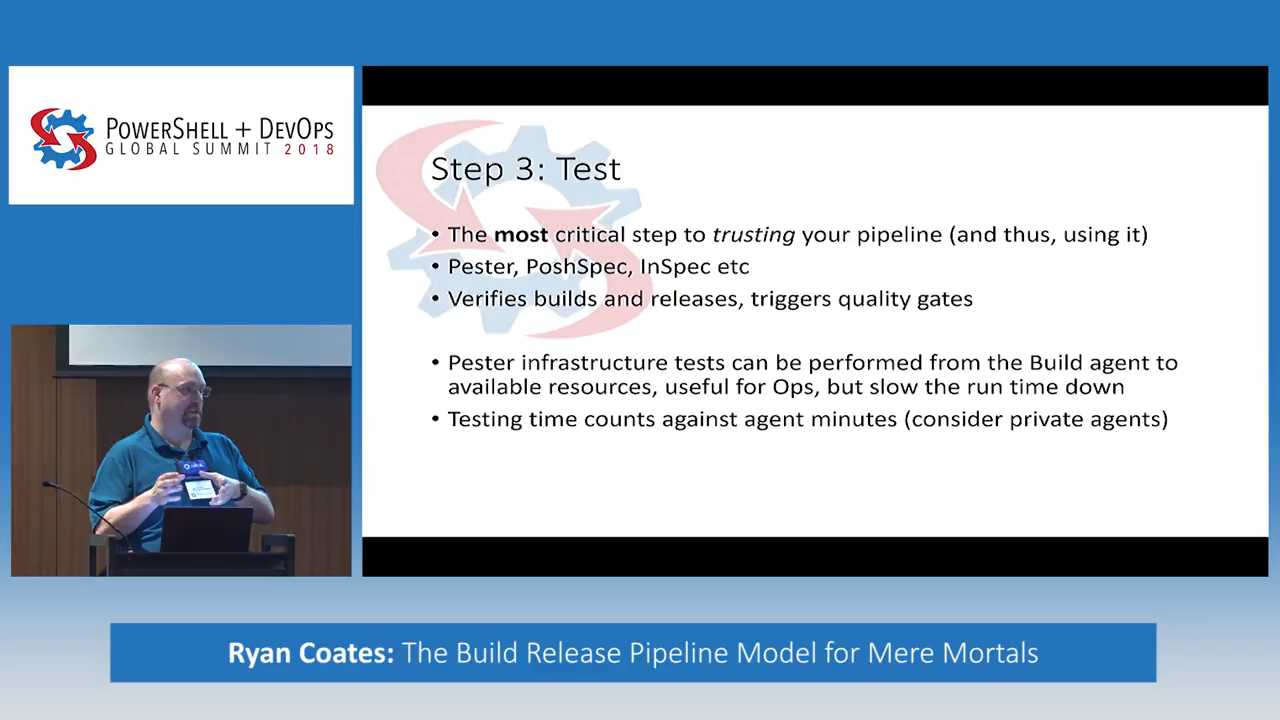 POWERSHELL + DEVOPS
GLOBAL SUMMIT 2018
Step 3: Test
• The most critical step to trusting your pipeline (and thus, using it)
• Pester, PoshSpec, InSpec etc
• Verifies builds and releases, triggers quality gates
• Pester infrastructure tests can be performed from the Build agent to
available resources, useful for Ops, but slow the run time down
• Testing time counts against agent minutes (consider private agents)
Ryan Coates: The Build Release Pipeline Model for Mere Mortals